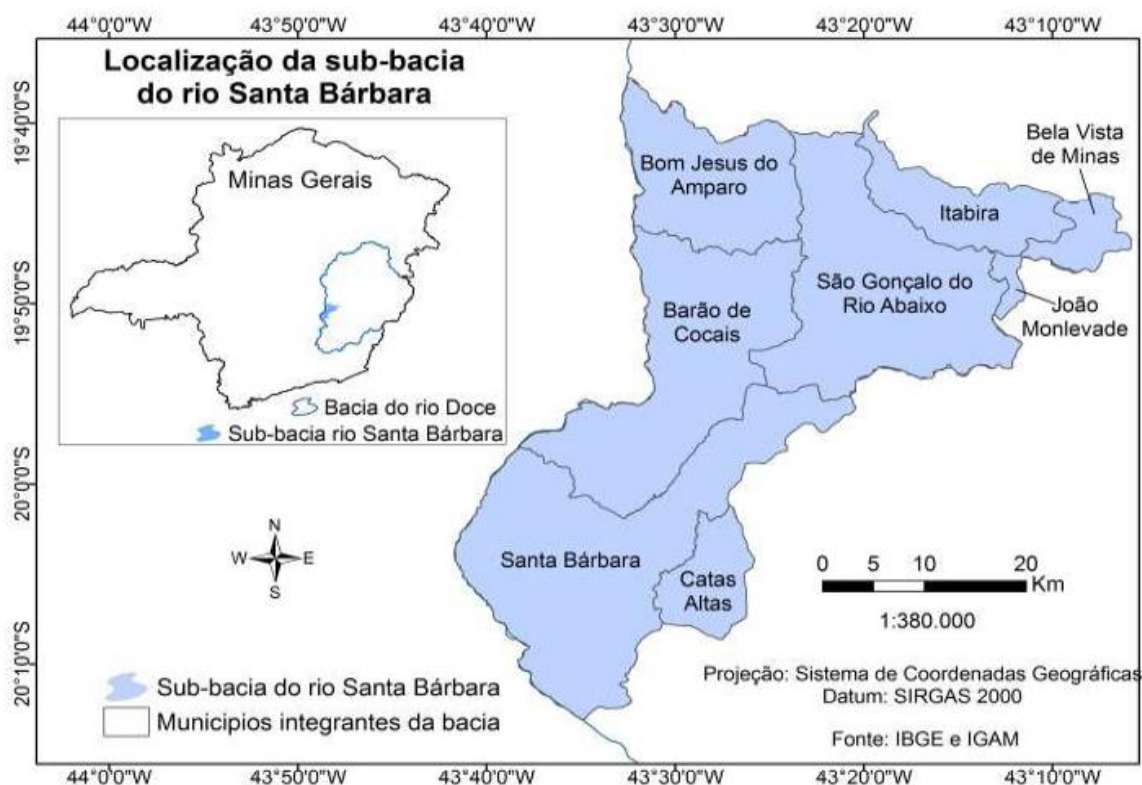 44°0'0"W 43°50'0"W 43°40'0"W 43°30'0"W 43°20'0"W 43°10'0"W
Localização da sub-bacia
do rio Santa Bárbara
Minas Gerais
Bacia do rio Doce
Sub-bacia rio Santa Bárbara
19°40'0"S
19°50'0"S
20°0'0"S
20°10'0"S
Bom Jesus do
Amparo
Bela Vista
de Minas
Itabira
São Gonçalo do
Rio Abaixo
João
Monlevade
Barão de
Cocais
Santa Bárbara
Catas
Altas
N
W E
S
0 5 10 20
Km
1:380.000
Sub-bacia do rio Santa Bárbara
Municipios integrantes da bacia
Projeção: Sistema de Coordenadas Geográficas
Datum: SIRGAS 2000
Fonte: IBGE e IGAM
44°0'0"W 43°50'0"W 43°40'0"W 43°30'0"W 43°20'0"W 43°10'0"W